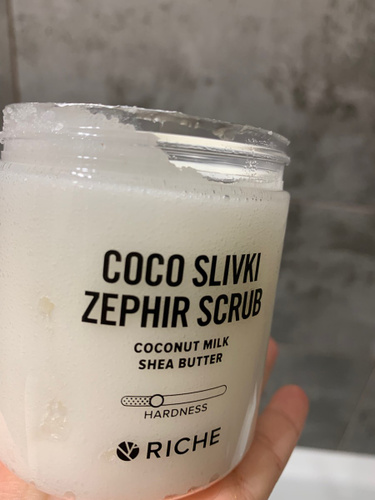 COCO SLIVKI
ZEPHIR SCRUB
COCONUT MILK
SHEA BUTTER
HARDNESS
RICHE